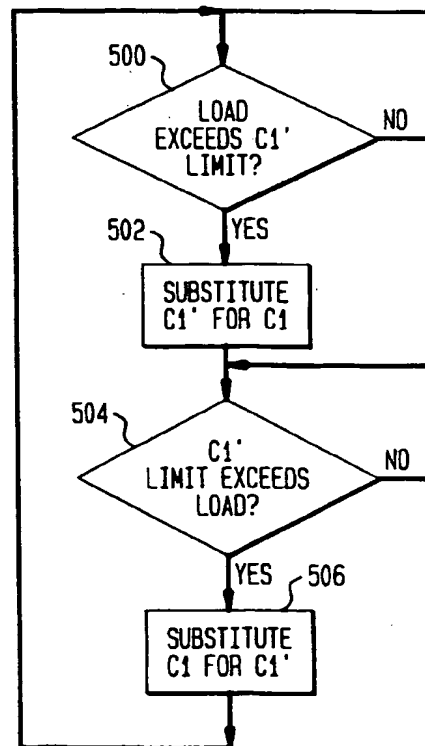 500
LOAD
EXCEEDS C1'
LIMIT?
NO
YES
502
SUBSTITUTE
C1' FOR C1
504
C1'
LIMIT EXCEEDS
LOAD?
NO
YES
506
SUBSTITUTE
C1 FOR C1'